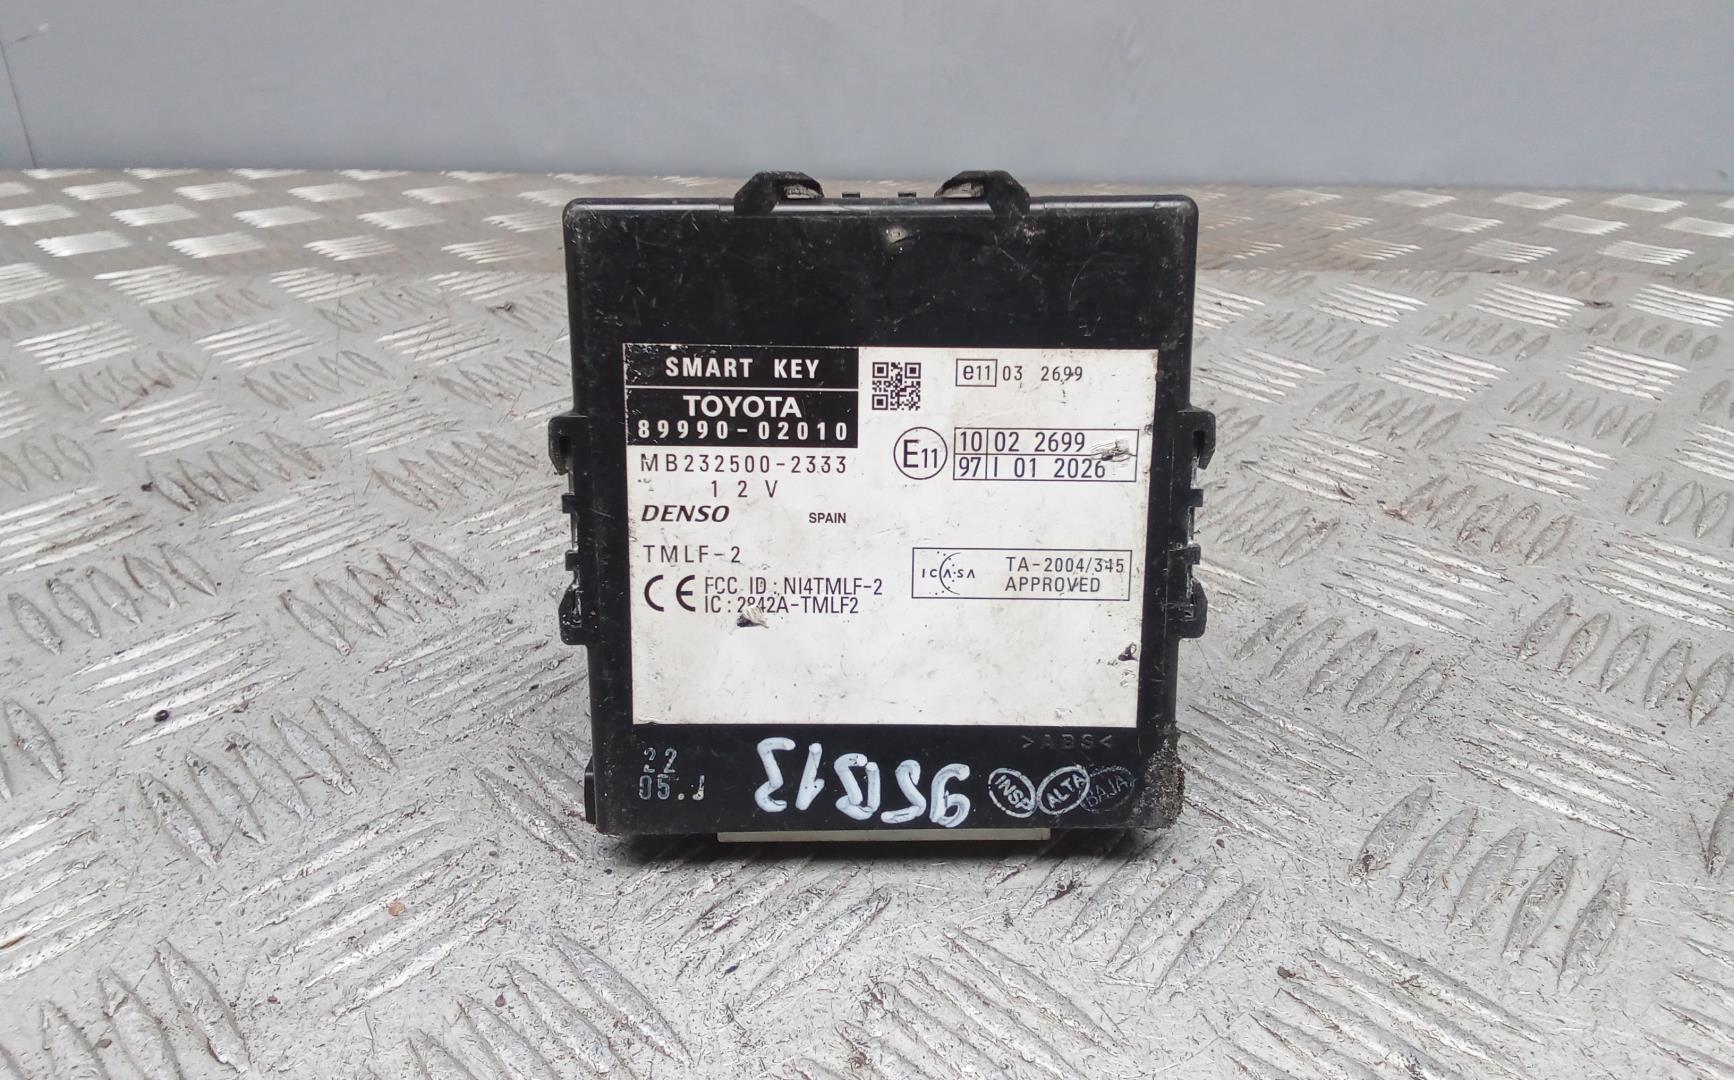 SMART KEY
TOYOTA
89990-02010
MB232500-2333
12V
DENSO SPAIN
TMLF-2
CE FCC ID: NI4TMLF-2
IC: 2842A-TMLF2
e11 03 2699
E11 10 02 2699
97 I 01 2026
ICASA TA-2004/345
APPROVED
>ABS<
22
05.J
INSP ALTA BAJA